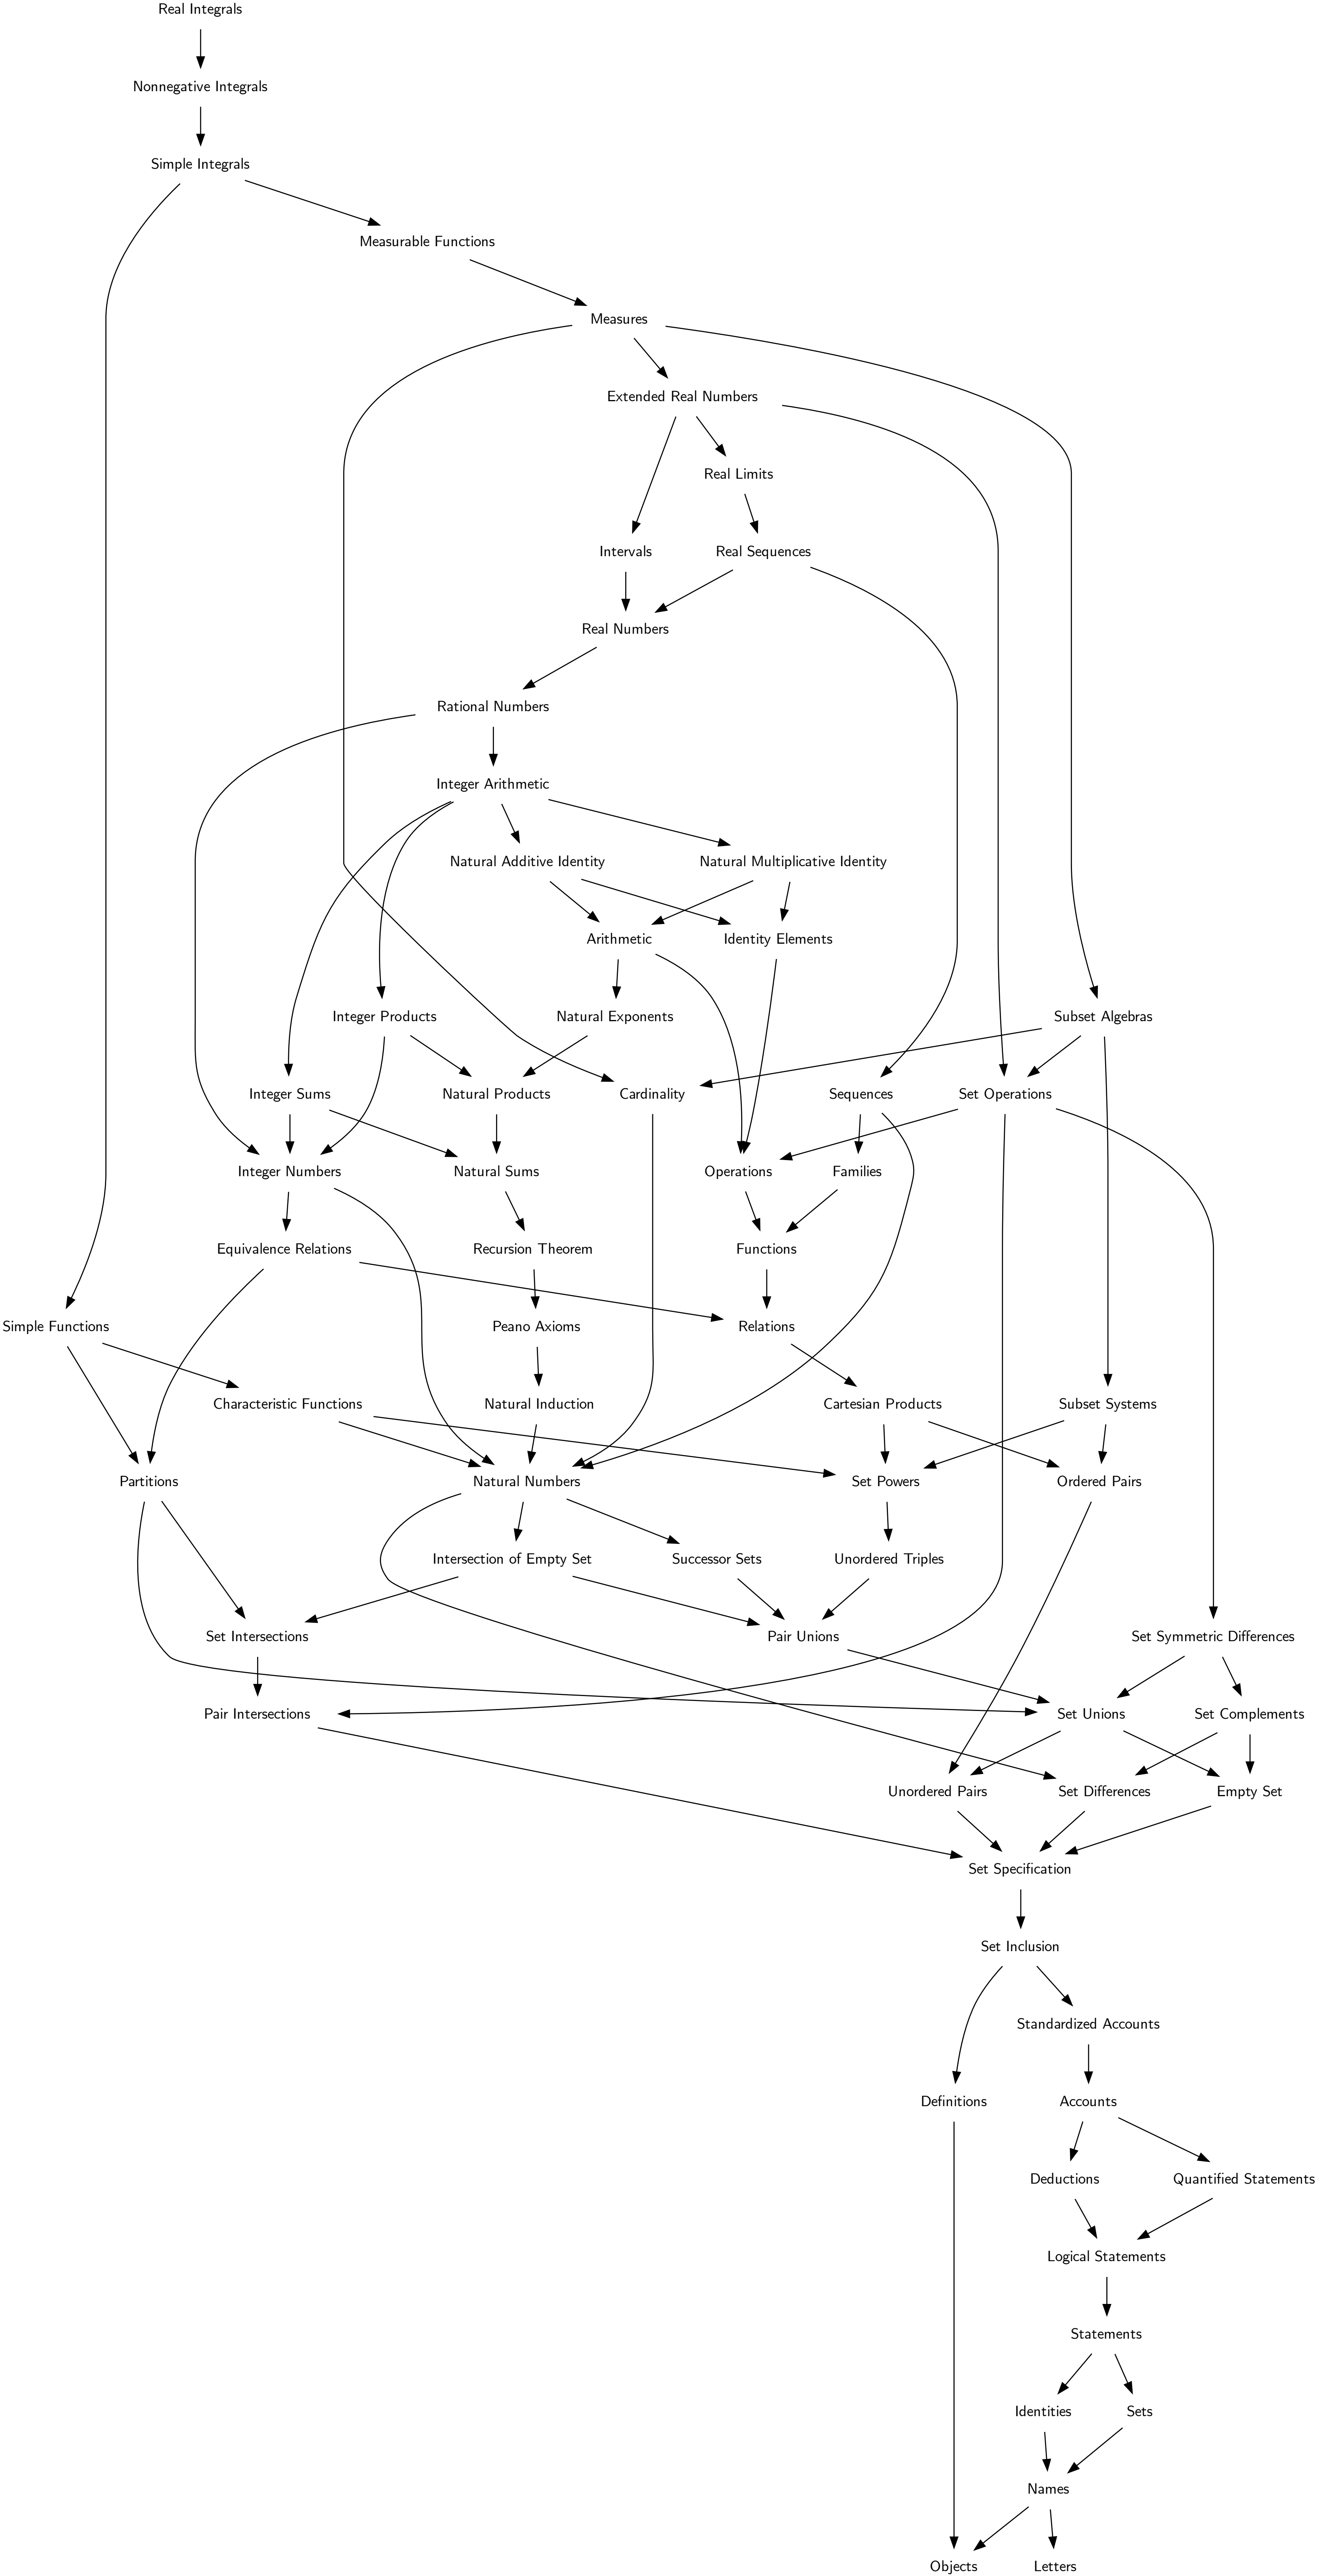 Real Integrals
Nonnegative Integrals
Simple Integrals
Measurable Functions
Measures
Extended Real Numbers
Real Limits
Intervals
Real Sequences
Real Numbers
Rational Numbers
Integer Arithmetic
Natural Additive Identity
Natural Multiplicative Identity
Arithmetic
Identity Elements
Integer Products
Natural Exponents
Subset Algebras
Integer Sums
Natural Products
Cardinality
Sequences
Set Operations
Integer Numbers
Natural Sums
Operations
Families
Equivalence Relations
Recursion Theorem
Functions
Simple Functions
Peano Axioms
Relations
Characteristic Functions
Natural Induction
Cartesian Products
Subset Systems
Partitions
Natural Numbers
Set Powers
Ordered Pairs
Intersection of Empty Set
Successor Sets
Unordered Triples
Set Intersections
Pair Unions
Set Symmetric Differences
Pair Intersections
Set Unions
Set Complements
Unordered Pairs
Set Differences
Empty Set
Set Specification
Set Inclusion
Standardized Accounts
Definitions
Accounts
Deductions
Quantified Statements
Logical Statements
Statements
Identities
Sets
Names
Objects
Letters